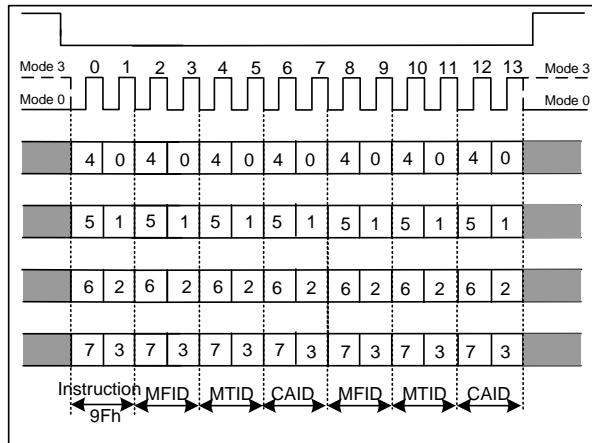 Mode 3 0 1 2 3 4 5 6 7 8 9 10 11 12 13 Mode 3
Mode 0 Mode 0
4 0 4 0 4 0 4 0 4 0 4 0 4 0
5 1 5 1 5 1 5 1 5 1 5 1 5 1
6 2 6 2 6 2 6 2 6 2 6 2 6 2
7 3 7 3 7 3 7 3 7 3 7 3 7 3
Instruction MFID MTID CAID MFID MTID CAID
9Fh